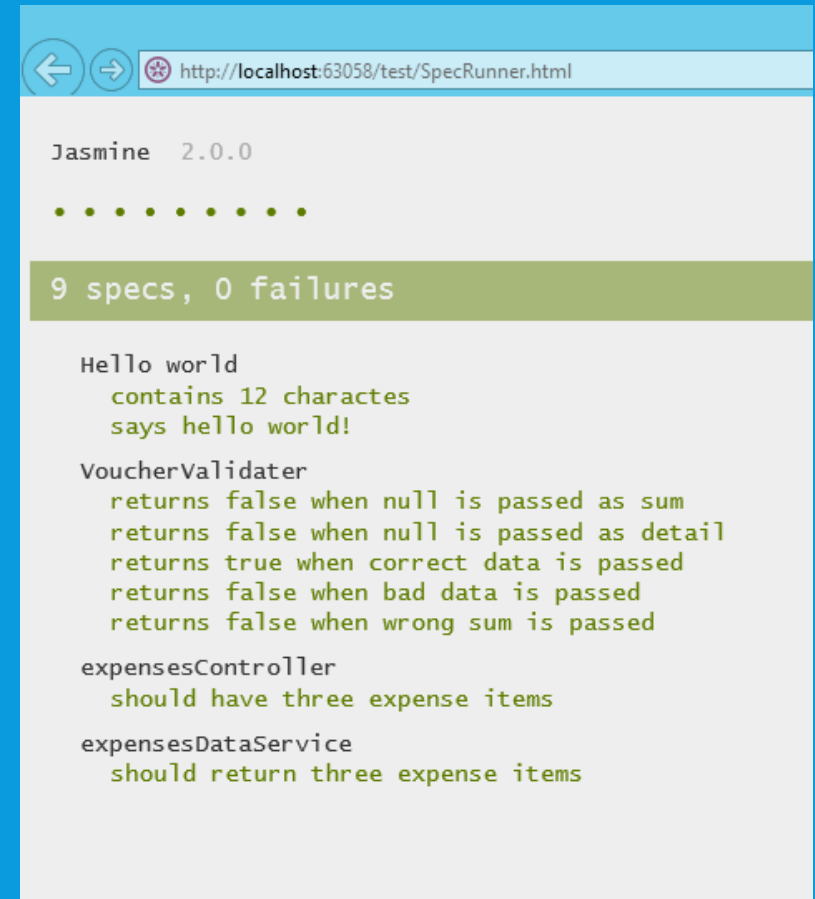 http://localhost:63058/test/SpecRunner.html
Jasmine 2.0.0
• • • • • • • • •
9 specs, 0 failures
Hello world
contains 12 charactes
says hello world!
VoucherValidater
returns false when null is passed as sum
returns false when null is passed as detail
returns true when correct data is passed
returns false when bad data is passed
returns false when wrong sum is passed
expensesController
should have three expense items
expensesDataService
should return three expense items